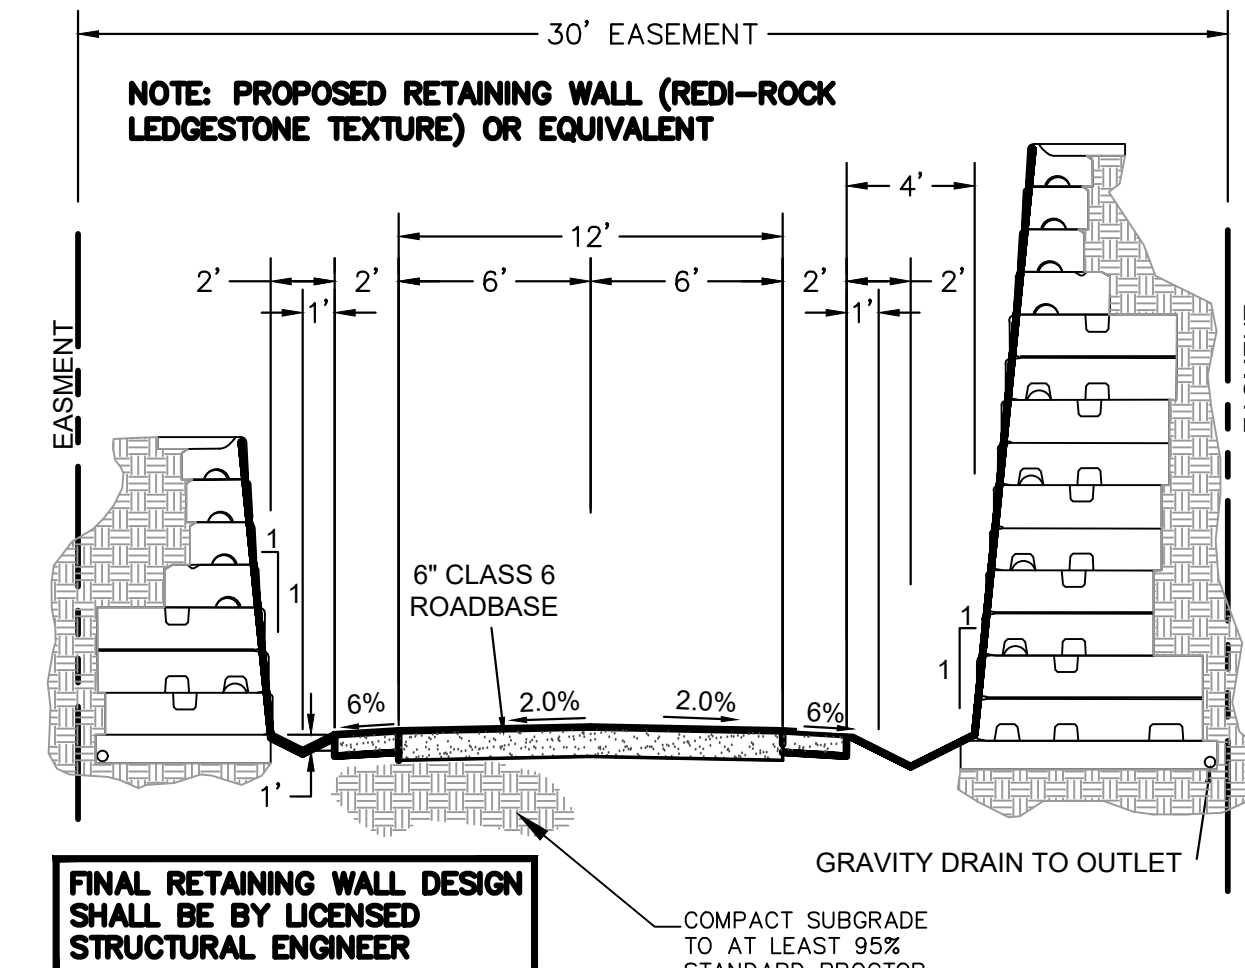 30' EASEMENT
NOTE: PROPOSED RETAINING WALL (REDI-ROCK
LEDGESTONE TEXTURE) OR EQUIVALENT
4'
12'
2'
2'
6'
6'
2'
2'
1'
1'
EASMENT
1
1
6" CLASS 6
ROADBASE
1
1
6%
2.0%
2.0%
6%
1'
GRAVITY DRAIN TO OUTLET
FINAL RETAINING WALL DESIGN
SHALL BE BY LICENSED
STRUCTURAL ENGINEER
COMPACT SUBGRADE
TO AT LEAST 95%
STANDARD PROCTOR